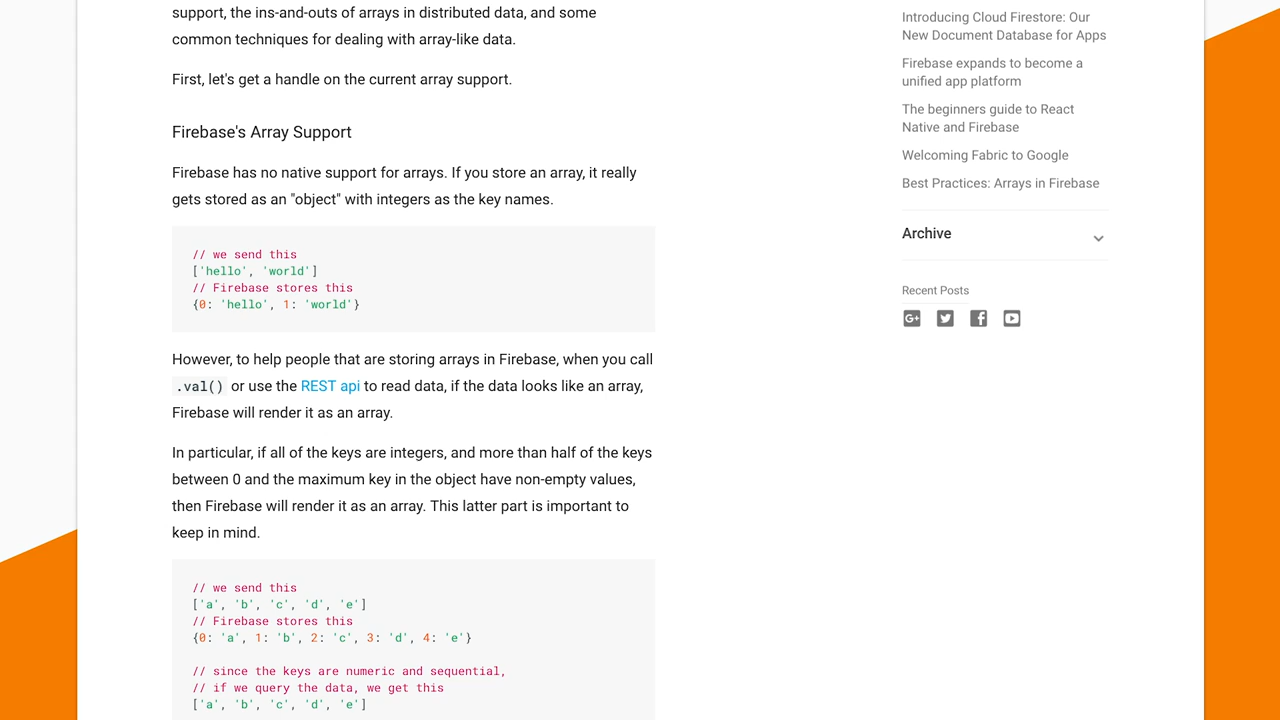 support, the ins-and-outs of arrays in distributed data, and some
common techniques for dealing with array-like data.
First, let's get a handle on the current array support.
Firebase's Array Support
Firebase has no native support for arrays. If you store an array, it really
gets stored as an "object" with integers as the key names.
// we send this
['hello', 'world']
// Firebase stores this
{0: 'hello', 1: 'world'}
However, to help people that are storing arrays in Firebase, when you call
.val() or use the REST api to read data, if the data looks like an array,
Firebase will render it as an array.
In particular, if all of the keys are integers, and more than half of the keys
between 0 and the maximum key in the object have non-empty values,
then Firebase will render it as an array. This latter part is important to
keep in mind.
// we send this
['a', 'b', 'c', 'd', 'e']
// Firebase stores this
{0: 'a', 1: 'b', 2: 'c', 3: 'd', 4: 'e'}
// since the keys are numeric and sequential,
// if we query the data, we get this
['a', 'b', 'c', 'd', 'e']
Introducing Cloud Firestore: Our
New Document Database for Apps
Firebase expands to become a
unified app platform
The beginners guide to React
Native and Firebase
Welcoming Fabric to Google
Best Practices: Arrays in Firebase
Archive
Recent Posts
G+